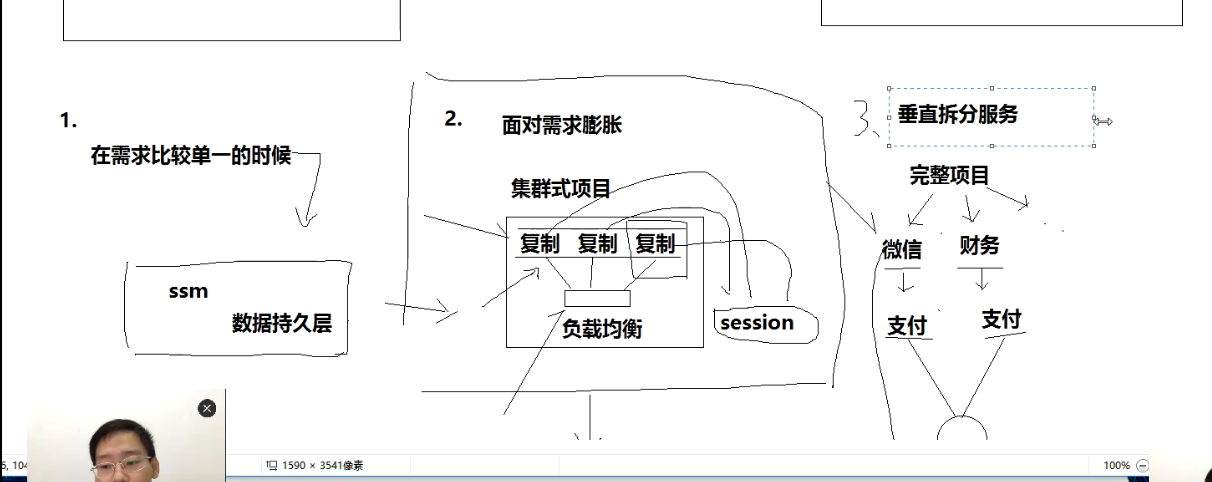 1.
在需求比较单一的时候
ssm
数据持久层
2.
面对需求膨胀
集群式项目
复制 复制 复制
负载均衡
session
3、
垂直拆分服务
完整项目
微信 财务
支付 支付
1590 × 3541像素
100%